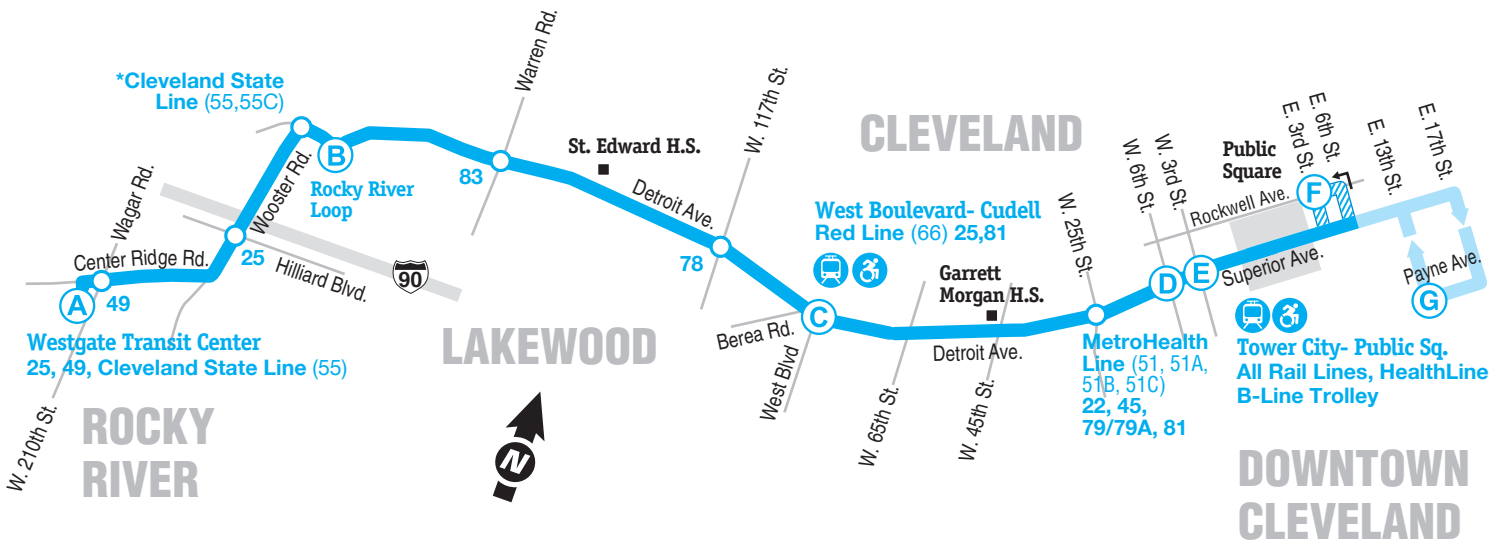 *Cleveland State
Line (55,55C)
Warren Rd.
W. 117th St.
CLEVELAND
St. Edward H.S.
B
83
Rocky River
Loop
Wooster Rd.
Wagar Rd.
Center Ridge Rd.
25
Hilliard Blvd.
90
A
49
Westgate Transit Center
25, 49, Cleveland State Line (55)
W. 210th St.
ROCKY
RIVER
LAKEWOOD
N
Detroit Ave.
78
West Boulevard- Cudell
Red Line (66) 25,81
C
Berea Rd.
West Blvd
W. 65th St.
Garrett
Morgan H.S.
Detroit Ave.
W. 45th St.
W. 25th St.
MetroHealth
Line (51, 51A,
51B, 51C)
22, 45,
79/79A, 81
W. 6th St.
W. 3rd St.
D
E
Public
Square
Rockwell Ave.
Superior Ave.
E. 3rd St.
E. 6th St.
F
E. 13th St.
E. 17th St.
Payne Ave.
G
Tower City- Public Sq.
All Rail Lines, HealthLine
B-Line Trolley
DOWNTOWN
CLEVELAND